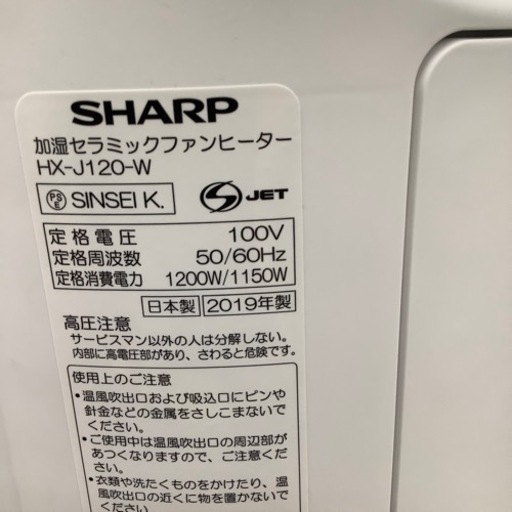 SHARP
加湿セラミックファンヒーター
HX-J120-W
PSE SINSEI K.
S JET
定格電圧 100V
定格周波数 50/60Hz
定格消費電力 1200W/1150W
日本製 2019年製
高圧注意
サービスマン以外の人は分解しない。
内部に高電圧部があり、さわると危険です。
使用上のご注意
•温風吹出口および吸込口にピンや
針金などの金属をさしこまないで
ください。
•ご使用中は温風吹出口の周辺部が
あつくなりますので、ご注意くださ
い。
•衣類や洗たくものをかけたり、温
風吹出口の近くに物を置かないで
ください。